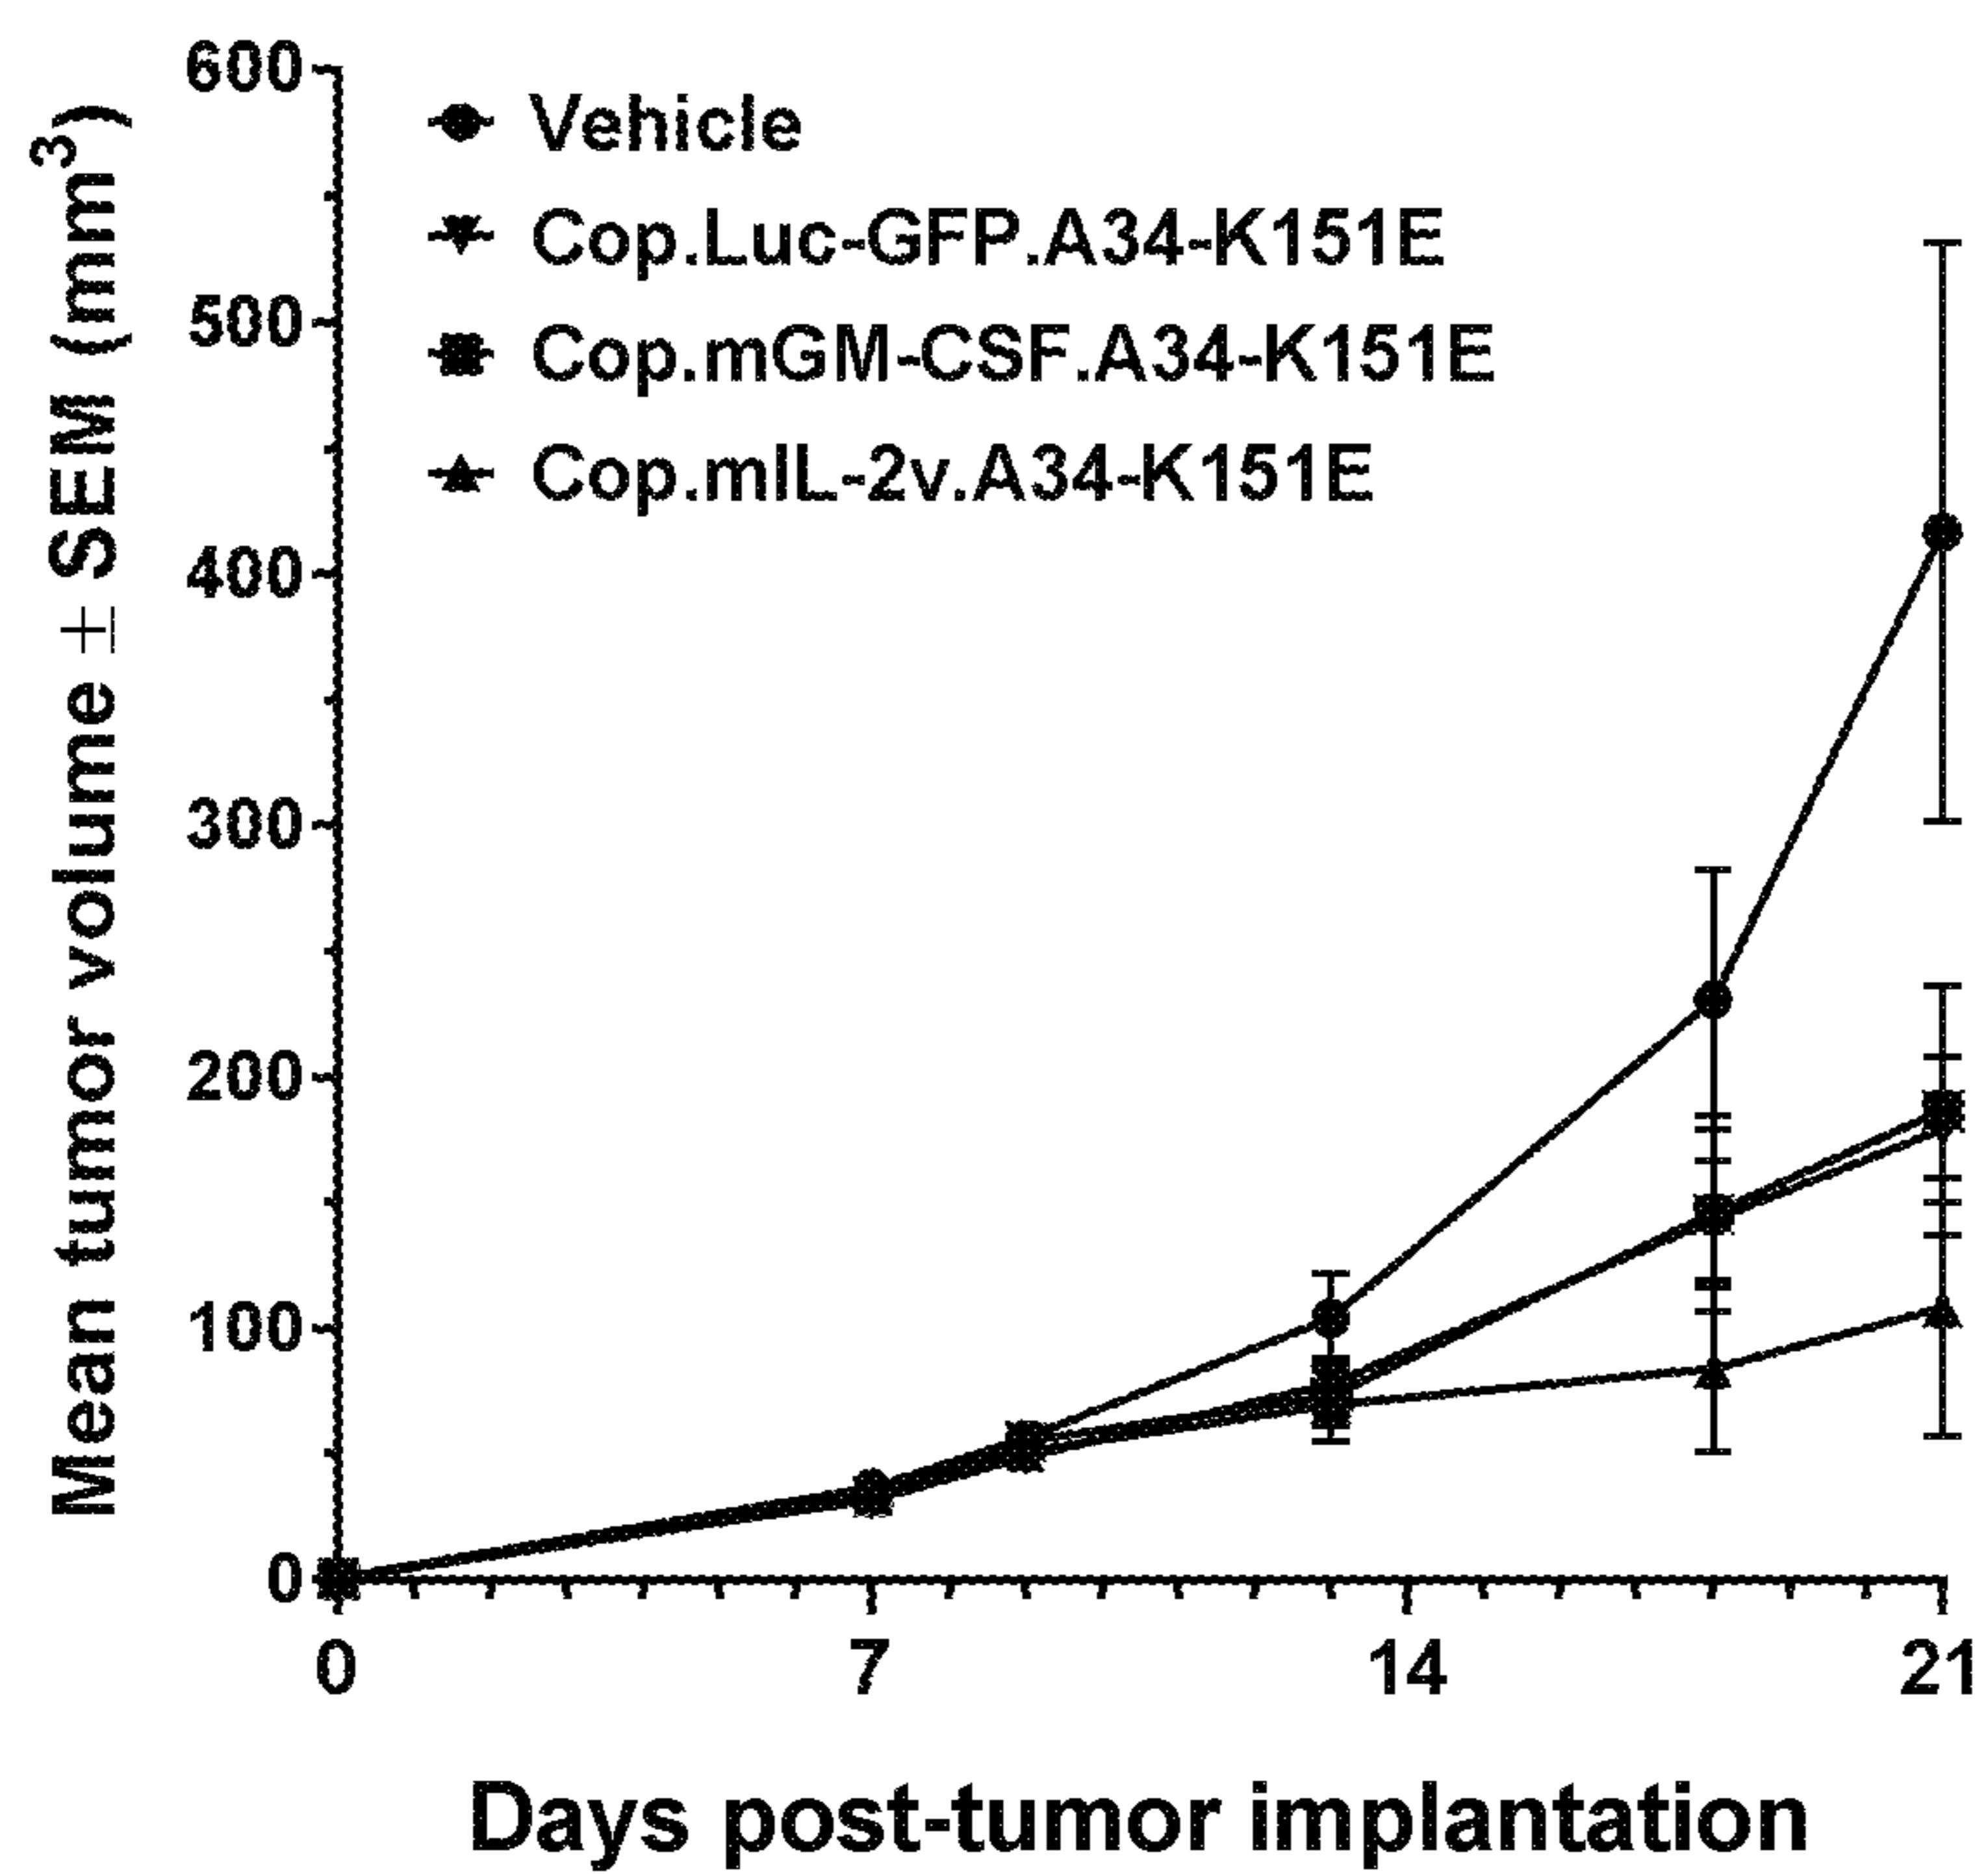 Mean tumor volume ± SEM (mm³)
600
500
400
300
200
100
0
Vehicle
Cop.Luc-GFP.A34-K151E
Cop.mGM-CSF.A34-K151E
Cop.mIL-2v.A34-K151E
0 7 14 21
Days post-tumor implantation